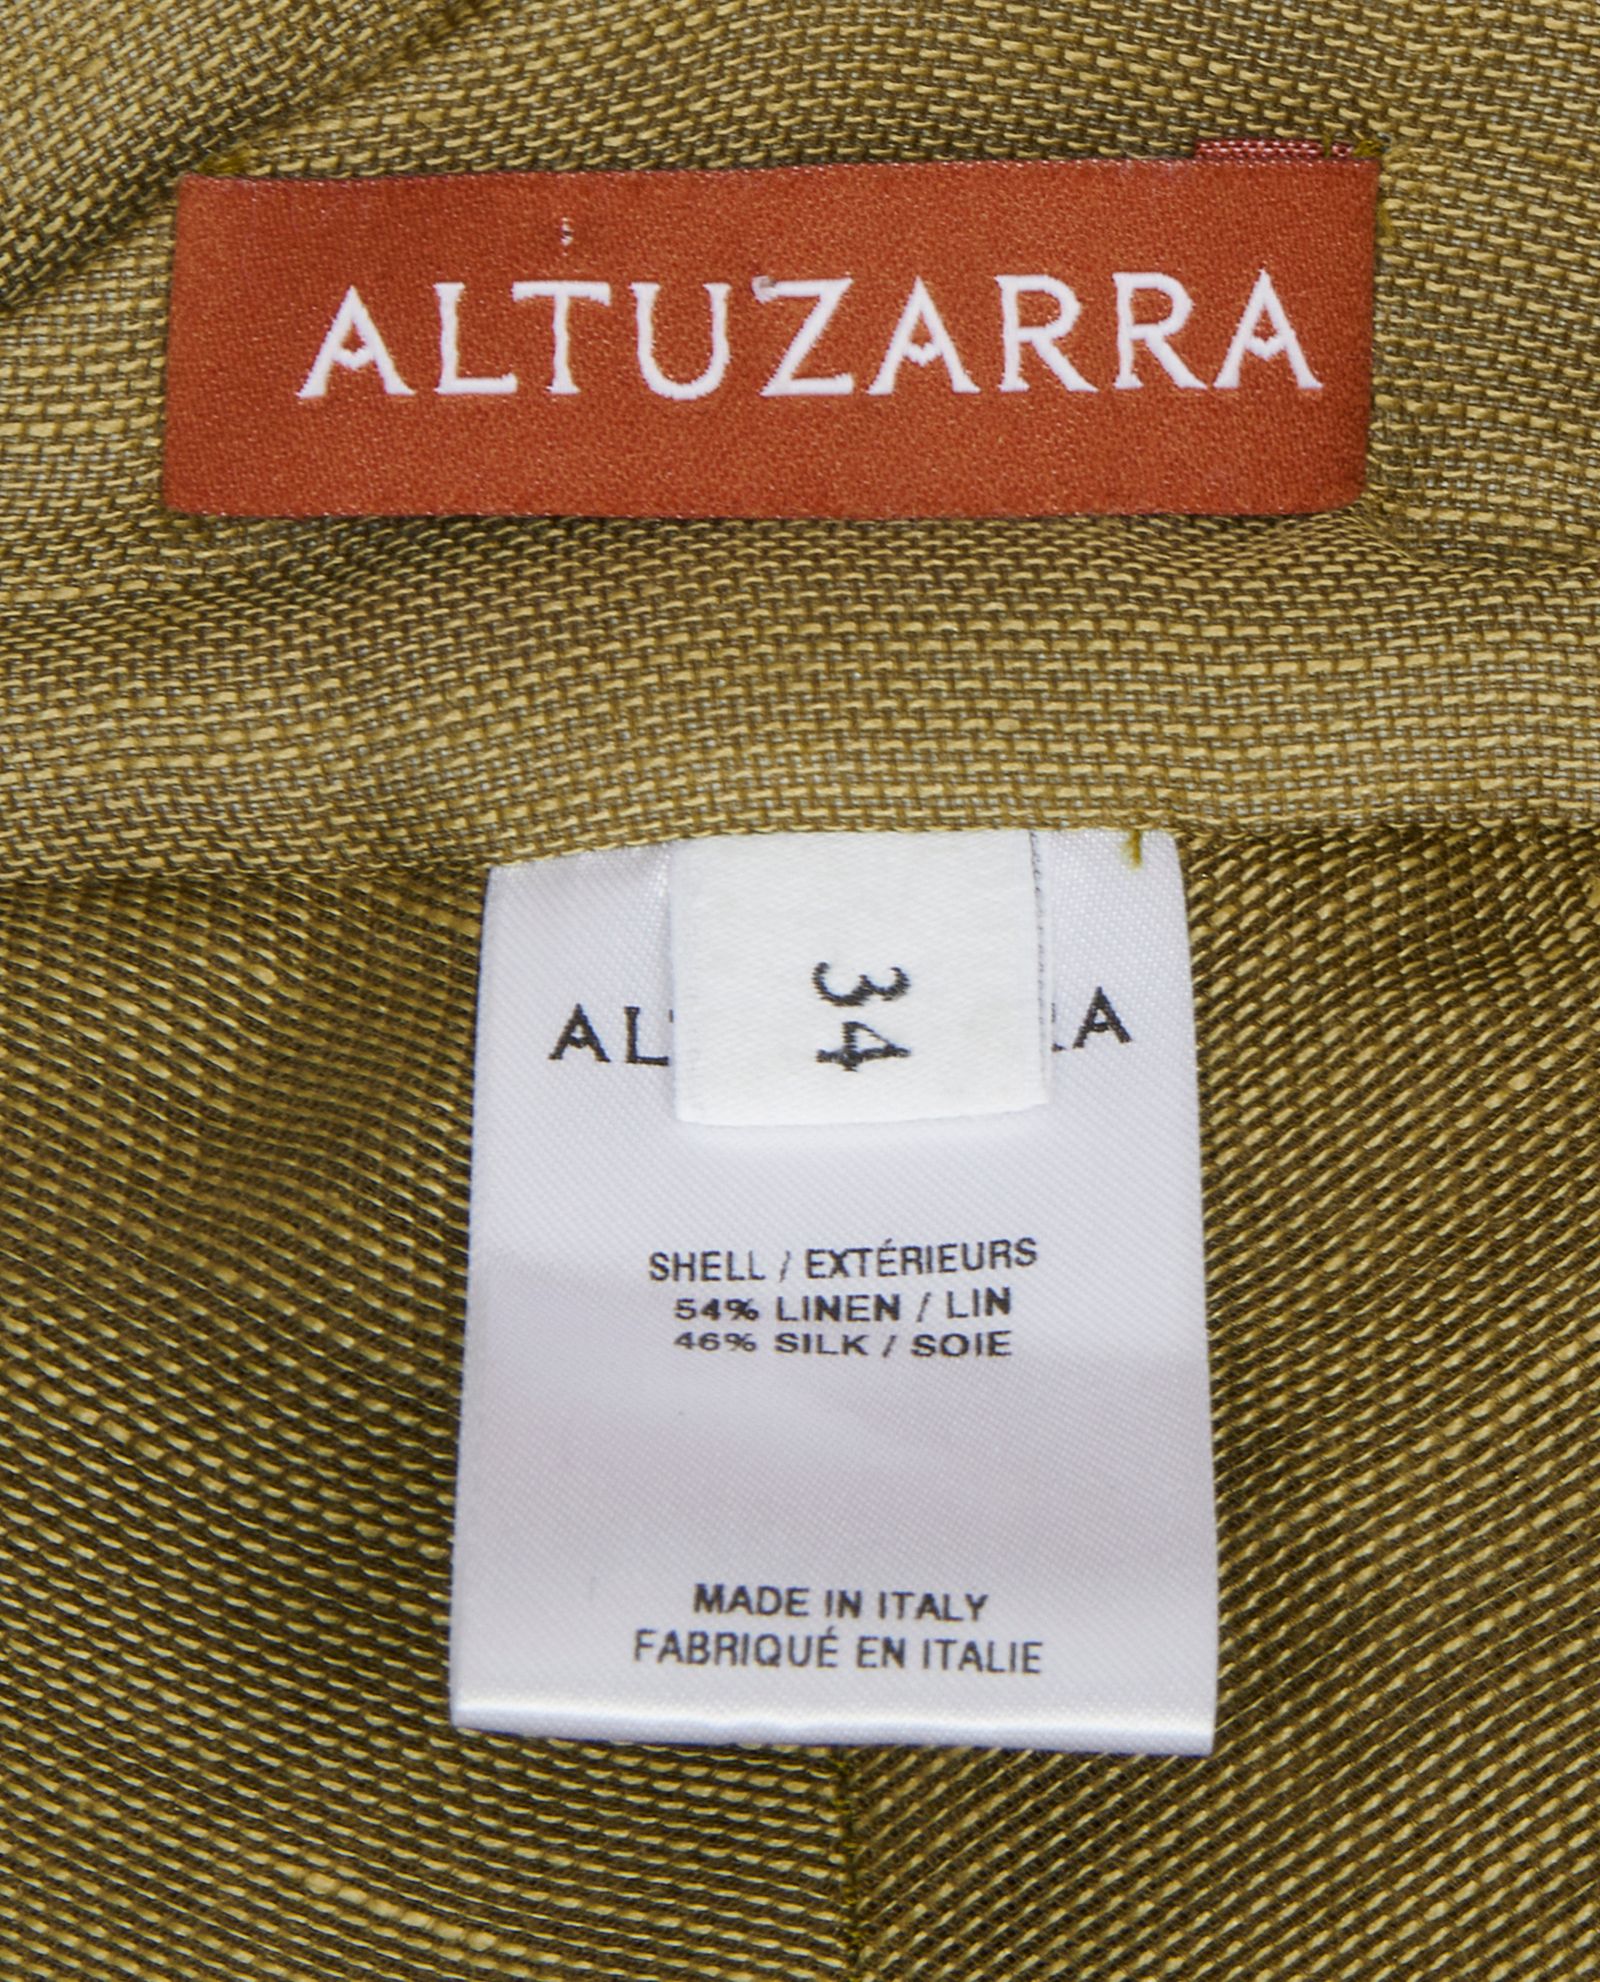 ALTUZARRA
34
SHELL / EXTÉRIEURS
54% LINEN / LIN
46% SILK / SOIE
MADE IN ITALY
FABRIQUÉ EN ITALIE